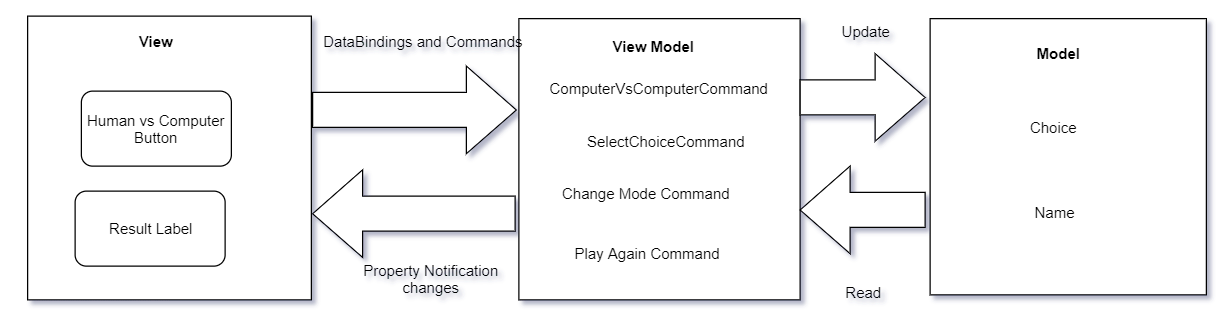 View
Human vs Computer
Button
Result Label
DataBindings and Commands
Property Notification
changes
View Model
ComputerVsComputerCommand
SelectChoiceCommand
Change Mode Command
Play Again Command
Update
Read
Model
Choice
Name